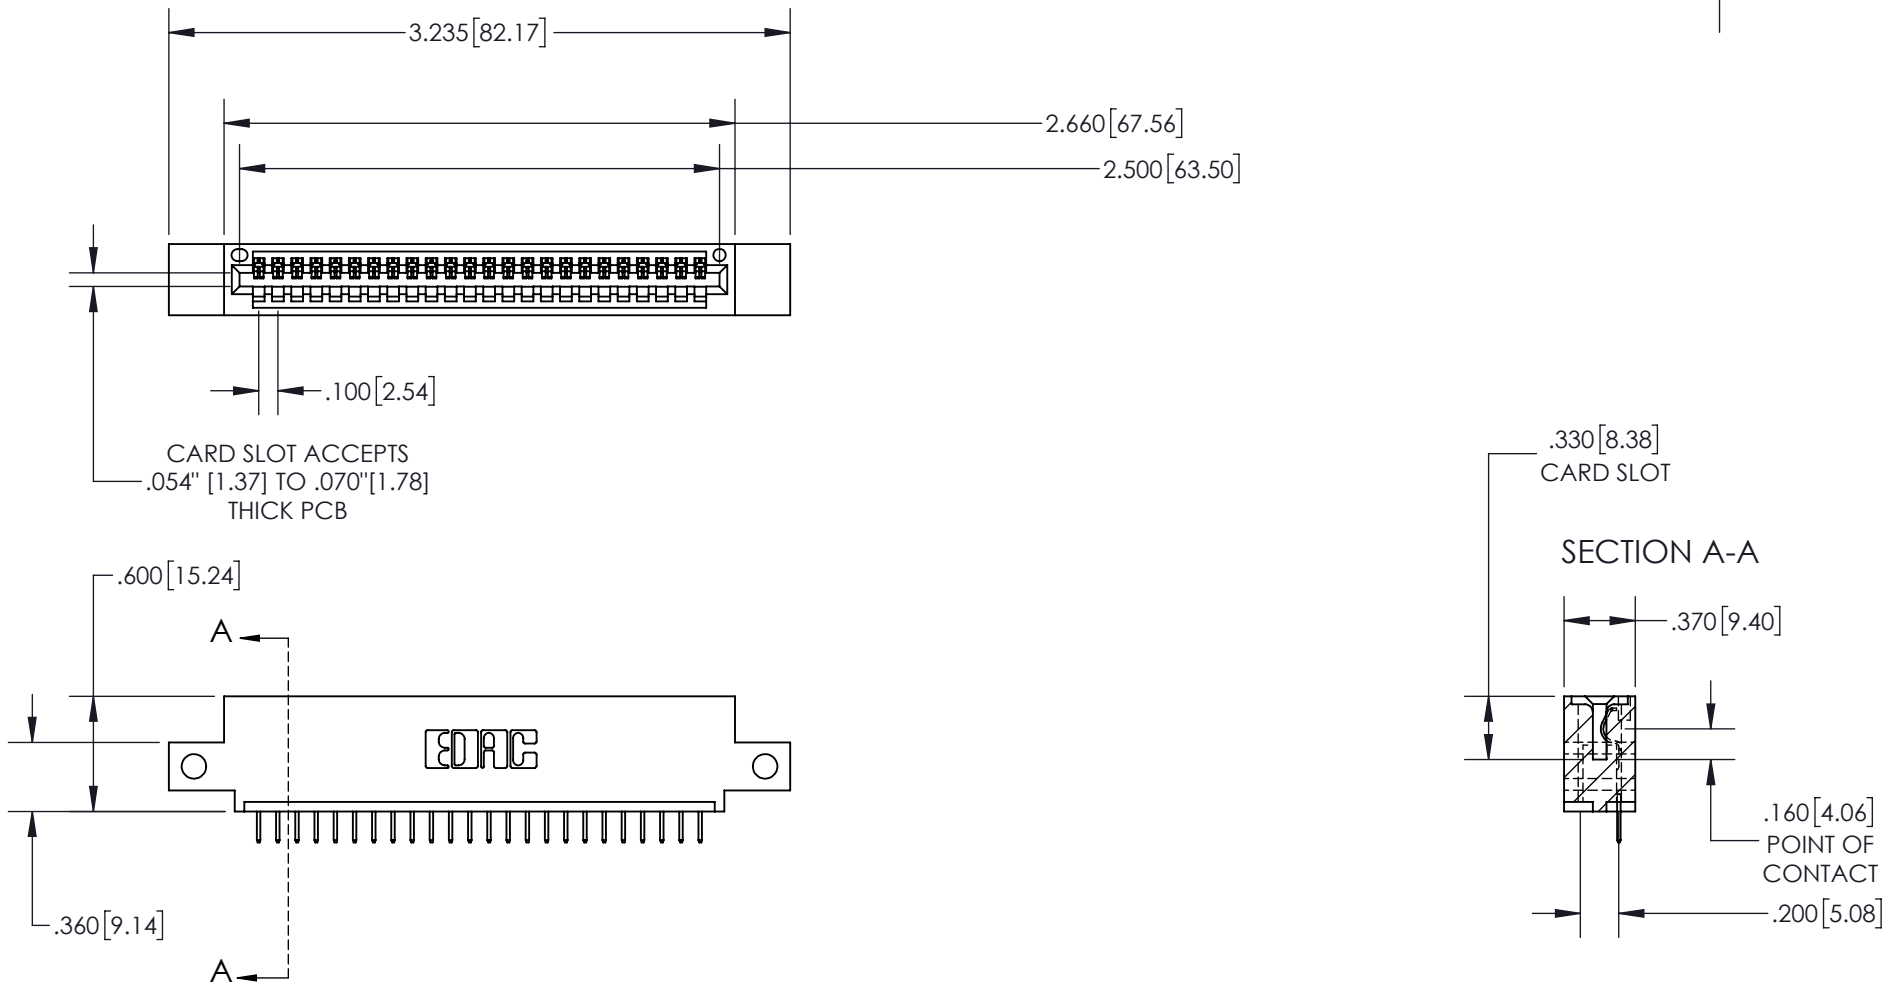 3.235[82.17]
2.660[67.56]
2.500[63.50]
.100[2.54]
CARD SLOT ACCEPTS
.054" [1.37] TO .070"[1.78]
THICK PCB
.330[8.38]
CARD SLOT
SECTION A-A
.600[15.24]
A
.370[9.40]
EDAC
.160[4.06]
POINT OF
CONTACT
.200[5.08]
.360[9.14]
A